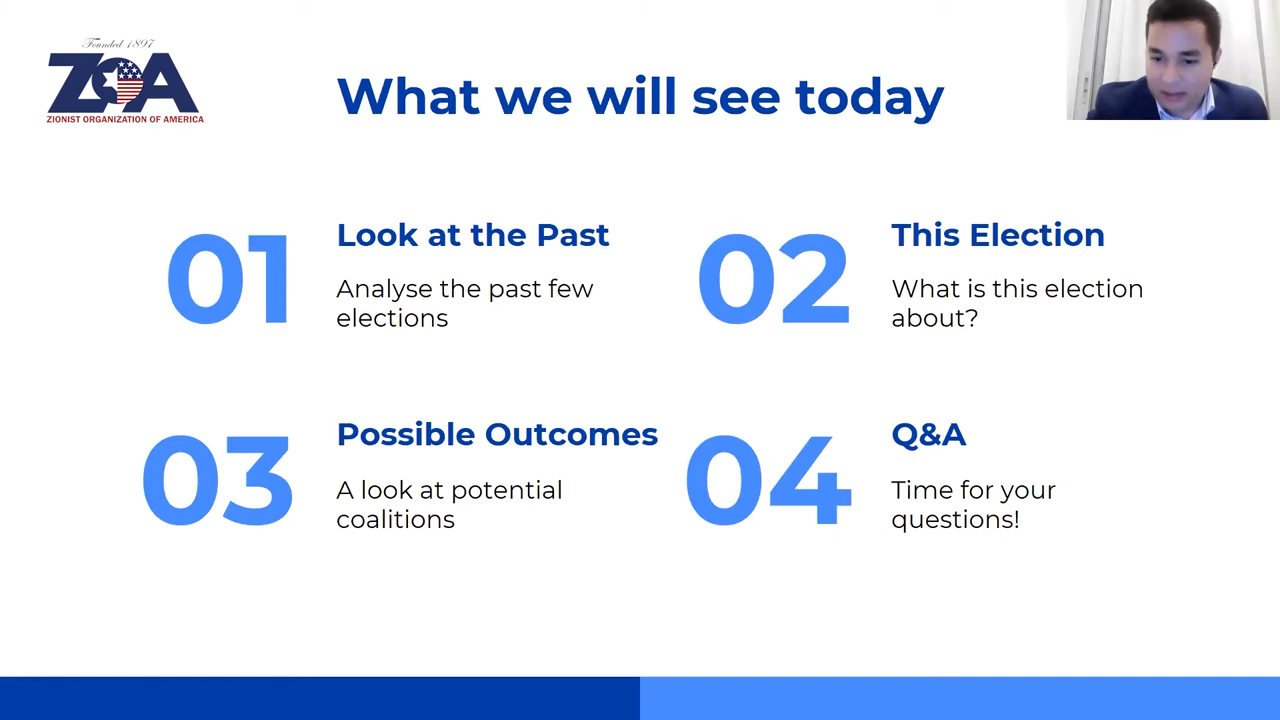 Founded 1897
ZOA
ZIONIST ORGANIZATION OF AMERICA
What we will see today
01
Look at the Past
Analyse the past few
elections
02
This Election
What is this election
about?
03
Possible Outcomes
A look at potential
coalitions
04
Q&A
Time for your
questions!